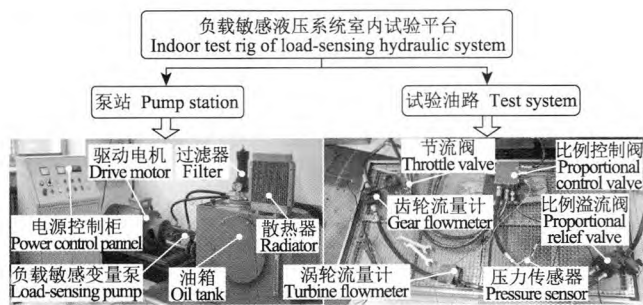 负载敏感液压系统室内试验平台
Indoor test rig of load-sensing hydraulic system
泵站 Pump station
试验油路 Test system
驱动电机
Drive motor
过滤器
Filter
电源控制柜
Power control pannel
散热器
Radiator
负载敏感变量泵
Load-sensing pump
油箱
Oil tank
节流阀
Throttle valve
比例控制阀
Proportional
control valve
齿轮流量计
Gear flowmeter
比例溢流阀
Proportional
relief valve
涡轮流量计
Turbine flowmeter
压力传感器
Pressure sensor